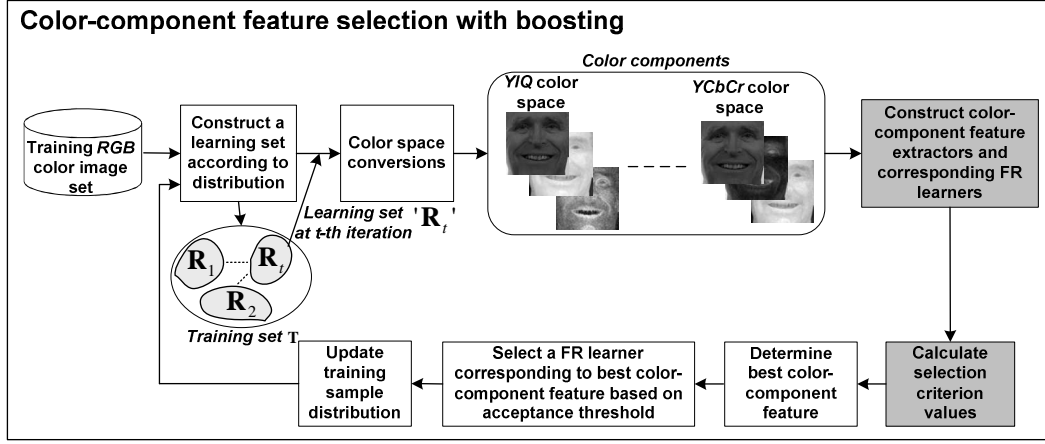 Color-component feature selection with boosting
Training RGB
color image
set
Construct a
learning set
according to
distribution
Color space
conversions
Color components
YIQ color
space
YCbCr color
space
Construct color-
component feature
extractors and
corresponding FR
learners
Learning set
at t-th iteration 'Rₜ'
R₁
Rₜ
R₂
Training set T
Update
training
sample
distribution
Select a FR learner
corresponding to best color-
component feature based on
acceptance threshold
Determine
best color-
component
feature
Calculate
selection
criterion
values